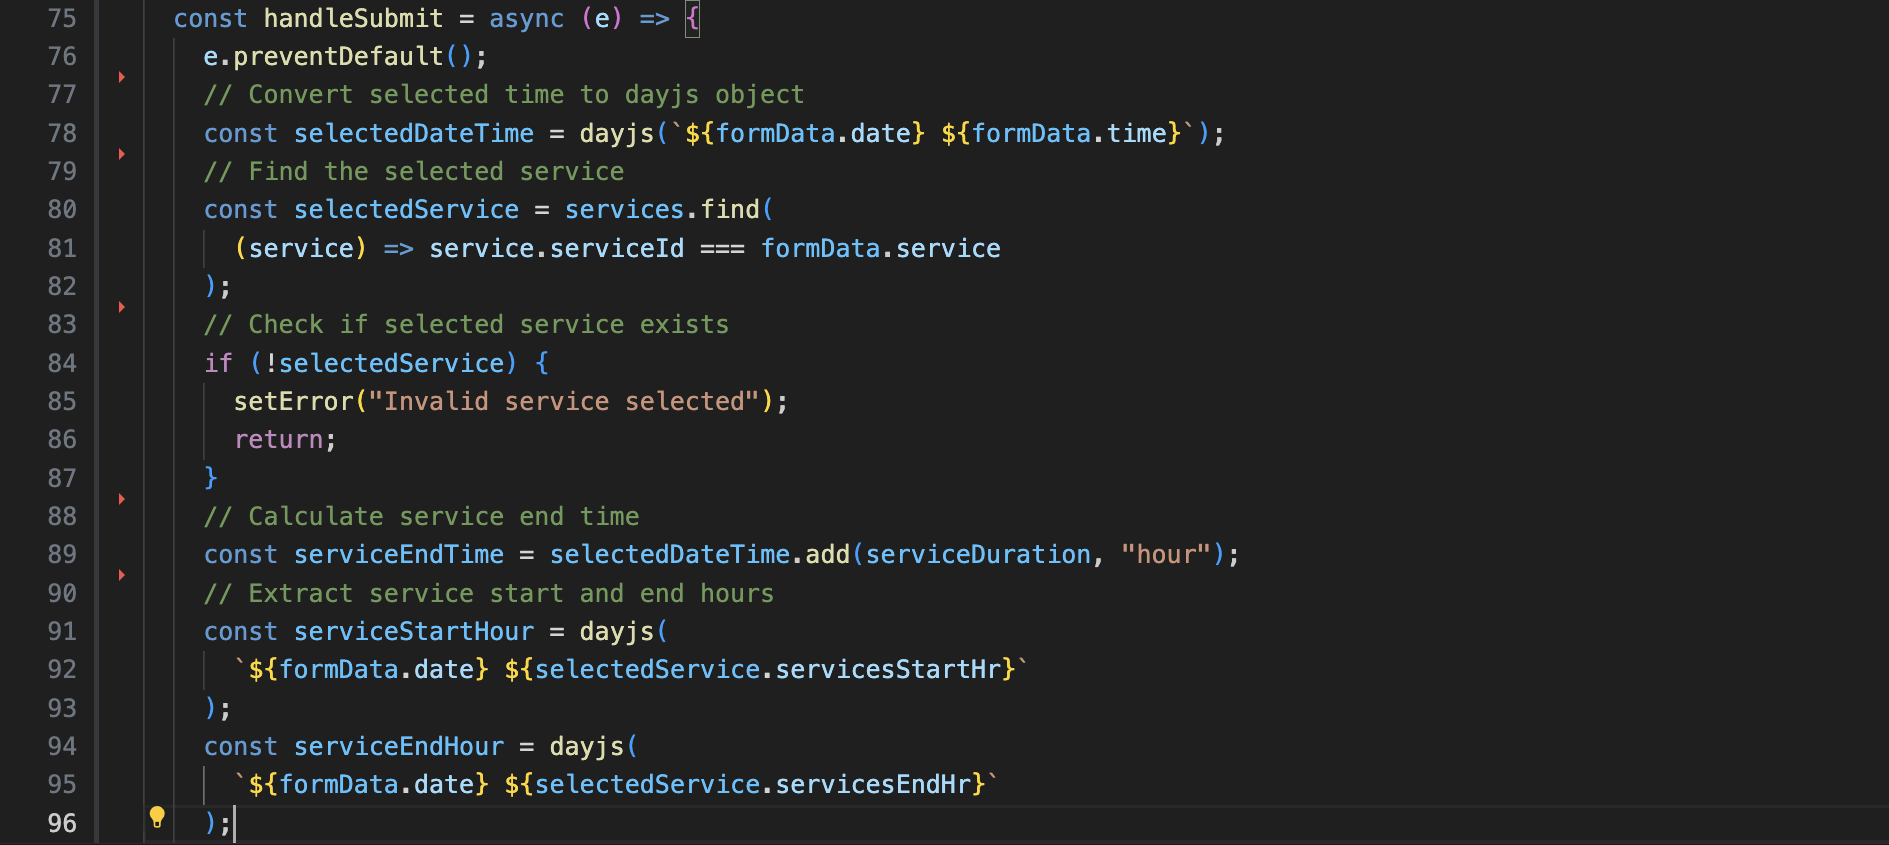 75 const handleSubmit = async (e) => {
76 e.preventDefault();
77 // Convert selected time to dayjs object
78 const selectedDateTime = dayjs(`${formData.date} ${formData.time}`);
79 // Find the selected service
80 const selectedService = services.find(
81 (service) => service.serviceId === formData.service
82 );
83 // Check if selected service exists
84 if (!selectedService) {
85 setError("Invalid service selected");
86 return;
87 }
88 // Calculate service end time
89 const serviceEndTime = selectedDateTime.add(serviceDuration, "hour");
90 // Extract service start and end hours
91 const serviceStartHour = dayjs(
92 `${formData.date} ${selectedService.servicesStartHr}`
93 );
94 const serviceEndHour = dayjs(
95 `${formData.date} ${selectedService.servicesEndHr}`
96 );